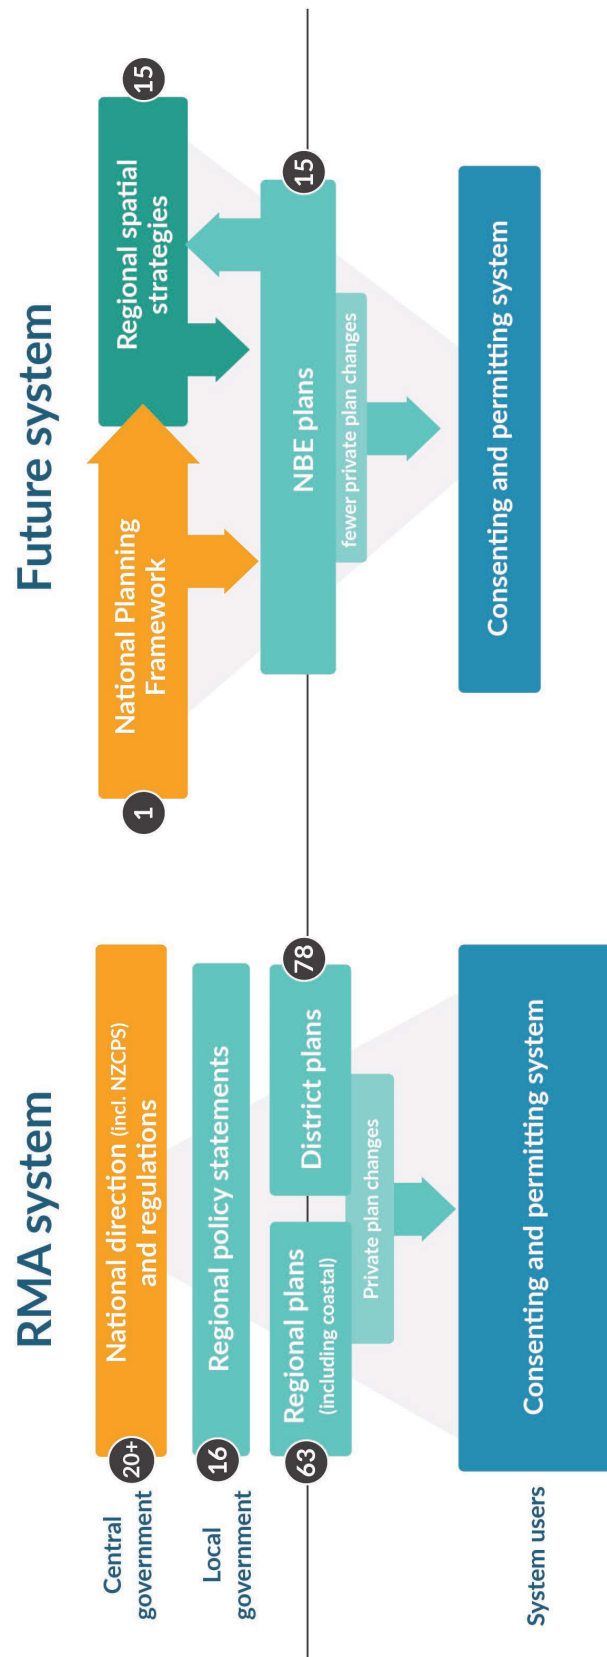 RMA system
Central
government
20+
National direction (incl. NZCPS)
and regulations
Local
government
16
Regional policy statements
63
Regional plans
(including coastal)
District plans
78
Private plan changes
System users
Consenting and permitting system
Future system
1
National Planning
Framework
Regional spatial
strategies
15
NBE plans
15
fewer private plan changes
Consenting and permitting system